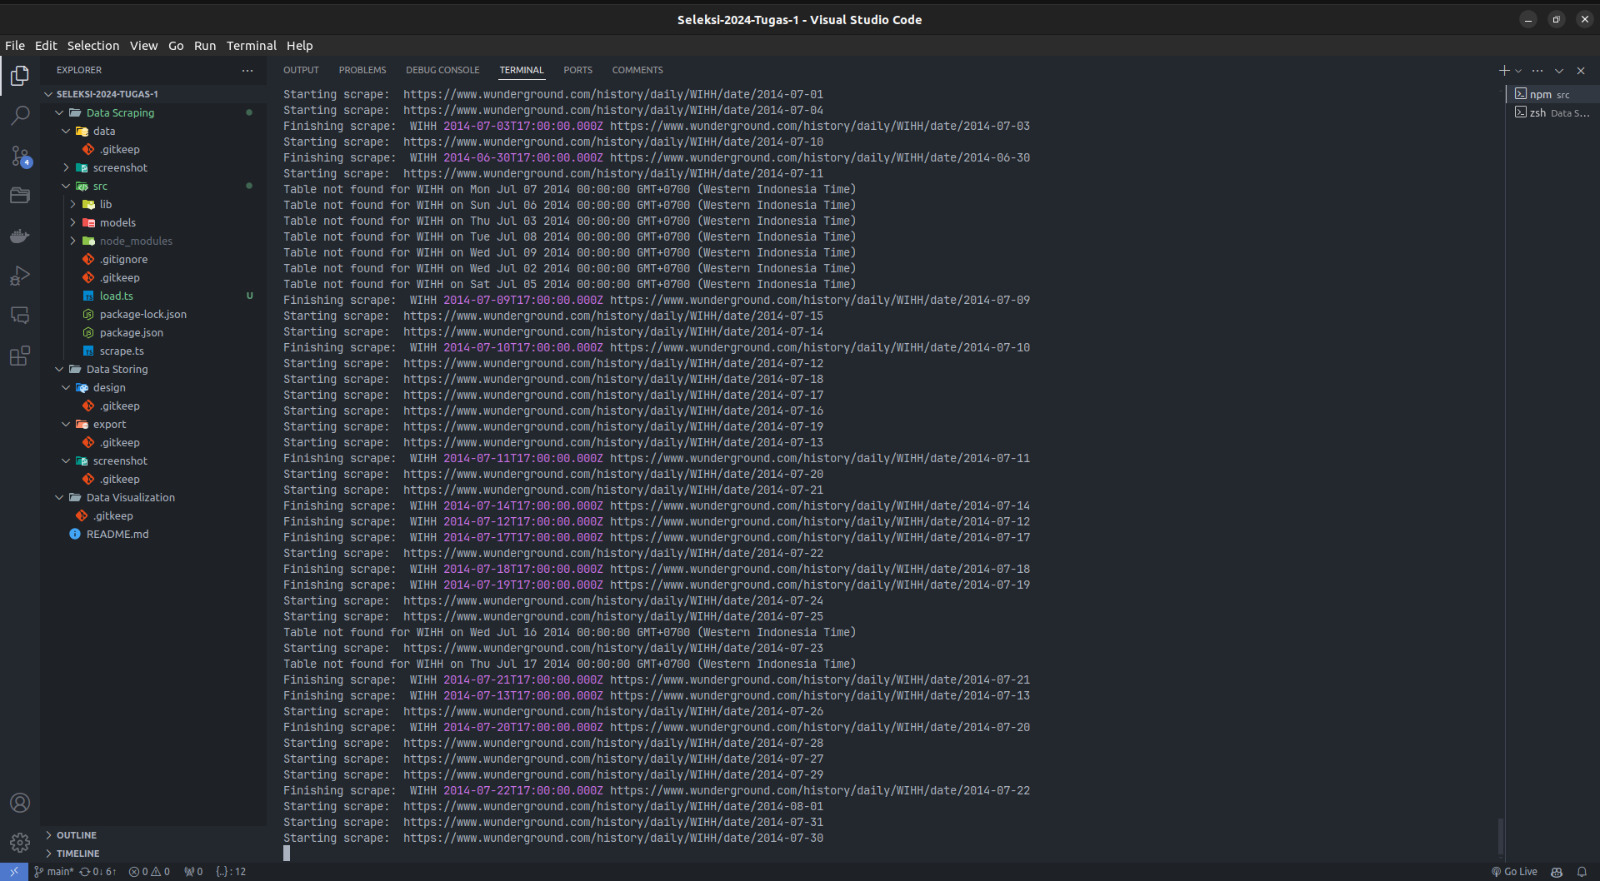 Seleksi-2024-Tugas-1 - Visual Studio Code
File Edit Selection View Go Run Terminal Help
EXPLORER
SELEKSI-2024-TUGAS-1
Data Scraping
data
.gitkeep
screenshot
src
lib
models
node_modules
.gitignore
.gitkeep
load.ts U
package-lock.json
package.json
scrape.ts
Data Storing
design
.gitkeep
export
.gitkeep
screenshot
.gitkeep
Data Visualization
.gitkeep
README.md
OUTLINE
TIMELINE
OUTPUT PROBLEMS DEBUG CONSOLE TERMINAL PORTS COMMENTS
Starting scrape: https://www.wunderground.com/history/daily/WIHH/date/2014-07-01
Starting scrape: https://www.wunderground.com/history/daily/WIHH/date/2014-07-04
Finishing scrape: WIHH 2014-07-03T17:00:00.000Z https://www.wunderground.com/history/daily/WIHH/date/2014-07-03
Starting scrape: https://www.wunderground.com/history/daily/WIHH/date/2014-07-10
Finishing scrape: WIHH 2014-06-30T17:00:00.000Z https://www.wunderground.com/history/daily/WIHH/date/2014-06-30
Starting scrape: https://www.wunderground.com/history/daily/WIHH/date/2014-07-11
Table not found for WIHH on Mon Jul 07 2014 00:00:00 GMT+0700 (Western Indonesia Time)
Table not found for WIHH on Sun Jul 06 2014 00:00:00 GMT+0700 (Western Indonesia Time)
Table not found for WIHH on Thu Jul 03 2014 00:00:00 GMT+0700 (Western Indonesia Time)
Table not found for WIHH on Tue Jul 08 2014 00:00:00 GMT+0700 (Western Indonesia Time)
Table not found for WIHH on Wed Jul 09 2014 00:00:00 GMT+0700 (Western Indonesia Time)
Table not found for WIHH on Wed Jul 02 2014 00:00:00 GMT+0700 (Western Indonesia Time)
Table not found for WIHH on Sat Jul 05 2014 00:00:00 GMT+0700 (Western Indonesia Time)
Finishing scrape: WIHH 2014-07-09T17:00:00.000Z https://www.wunderground.com/history/daily/WIHH/date/2014-07-09
Starting scrape: https://www.wunderground.com/history/daily/WIHH/date/2014-07-15
Starting scrape: https://www.wunderground.com/history/daily/WIHH/date/2014-07-14
Finishing scrape: WIHH 2014-07-10T17:00:00.000Z https://www.wunderground.com/history/daily/WIHH/date/2014-07-10
Starting scrape: https://www.wunderground.com/history/daily/WIHH/date/2014-07-12
Starting scrape: https://www.wunderground.com/history/daily/WIHH/date/2014-07-18
Starting scrape: https://www.wunderground.com/history/daily/WIHH/date/2014-07-17
Starting scrape: https://www.wunderground.com/history/daily/WIHH/date/2014-07-16
Starting scrape: https://www.wunderground.com/history/daily/WIHH/date/2014-07-19
Starting scrape: https://www.wunderground.com/history/daily/WIHH/date/2014-07-13
Finishing scrape: WIHH 2014-07-11T17:00:00.000Z https://www.wunderground.com/history/daily/WIHH/date/2014-07-11
Starting scrape: https://www.wunderground.com/history/daily/WIHH/date/2014-07-20
Starting scrape: https://www.wunderground.com/history/daily/WIHH/date/2014-07-21
Finishing scrape: WIHH 2014-07-14T17:00:00.000Z https://www.wunderground.com/history/daily/WIHH/date/2014-07-14
Finishing scrape: WIHH 2014-07-12T17:00:00.000Z https://www.wunderground.com/history/daily/WIHH/date/2014-07-12
Finishing scrape: WIHH 2014-07-17T17:00:00.000Z https://www.wunderground.com/history/daily/WIHH/date/2014-07-17
Starting scrape: https://www.wunderground.com/history/daily/WIHH/date/2014-07-22
Finishing scrape: WIHH 2014-07-18T17:00:00.000Z https://www.wunderground.com/history/daily/WIHH/date/2014-07-18
Finishing scrape: WIHH 2014-07-19T17:00:00.000Z https://www.wunderground.com/history/daily/WIHH/date/2014-07-19
Starting scrape: https://www.wunderground.com/history/daily/WIHH/date/2014-07-24
Starting scrape: https://www.wunderground.com/history/daily/WIHH/date/2014-07-25
Table not found for WIHH on Wed Jul 16 2014 00:00:00 GMT+0700 (Western Indonesia Time)
Starting scrape: https://www.wunderground.com/history/daily/WIHH/date/2014-07-23
Table not found for WIHH on Thu Jul 17 2014 00:00:00 GMT+0700 (Western Indonesia Time)
Finishing scrape: WIHH 2014-07-21T17:00:00.000Z https://www.wunderground.com/history/daily/WIHH/date/2014-07-21
Finishing scrape: WIHH 2014-07-13T17:00:00.000Z https://www.wunderground.com/history/daily/WIHH/date/2014-07-13
Starting scrape: https://www.wunderground.com/history/daily/WIHH/date/2014-07-26
Finishing scrape: WIHH 2014-07-20T17:00:00.000Z https://www.wunderground.com/history/daily/WIHH/date/2014-07-20
Starting scrape: https://www.wunderground.com/history/daily/WIHH/date/2014-07-28
Starting scrape: https://www.wunderground.com/history/daily/WIHH/date/2014-07-27
Starting scrape: https://www.wunderground.com/history/daily/WIHH/date/2014-07-29
Finishing scrape: WIHH 2014-07-22T17:00:00.000Z https://www.wunderground.com/history/daily/WIHH/date/2014-07-22
Starting scrape: https://www.wunderground.com/history/daily/WIHH/date/2014-08-01
Starting scrape: https://www.wunderground.com/history/daily/WIHH/date/2014-07-31
Starting scrape: https://www.wunderground.com/history/daily/WIHH/date/2014-07-30
npm src
zsh Data S...
4
main* 0↓ 6↑ 0 0 0 {..} : 12 Go Live